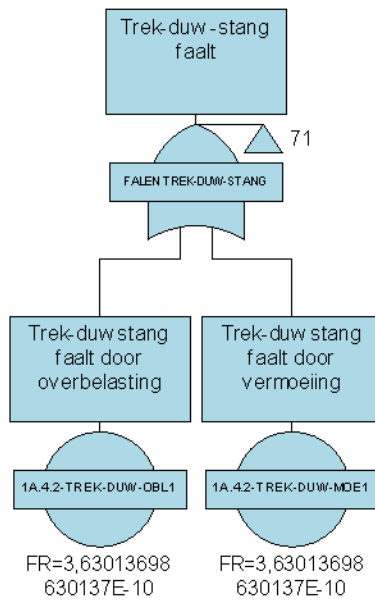 Trek-duw-stang
faalt
71
FALEN TREK-DUW-STANG
Trek-duw stang
faalt door
overbelasting
Trek-duw stang
faalt door
vermoeiing
1A.4.2-TREK-DUW-OBL1
1A.4.2-TREK-DUW-MOE1
FR=3,63013698
630137E-10
FR=3,63013698
630137E-10